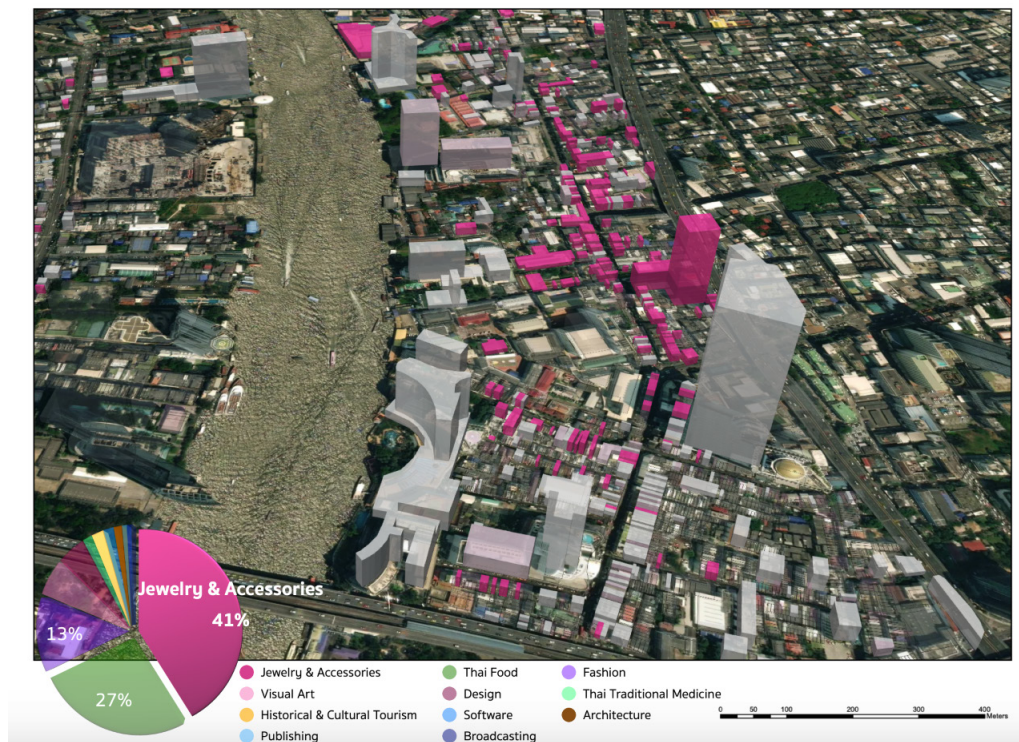 Jewelry & Accessories
41%
13%
27%
Jewelry & Accessories
Thai Food
Fashion
Visual Art
Design
Thai Traditional Medicine
Historical & Cultural Tourism
Software
Architecture
Publishing
Broadcasting
0 50 100 200 300 400
Meters